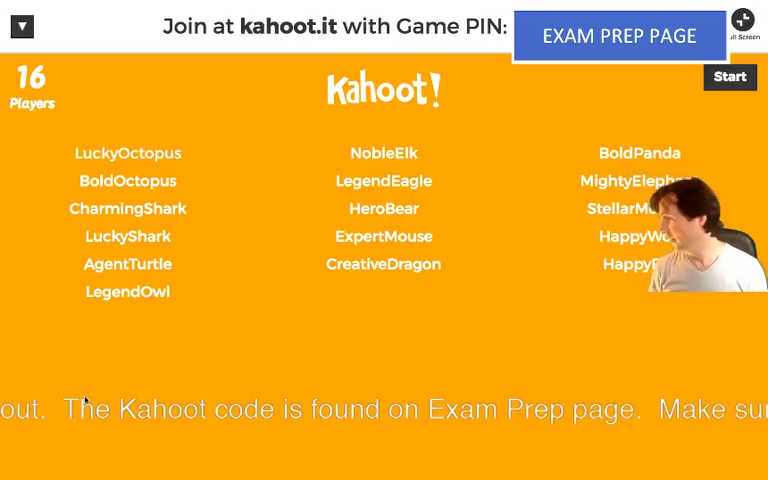 Join at kahoot.it with Game PIN:
EXAM PREP PAGE
16
Players
Kahoot!
Start
LuckyOctopus
NobleElk
BoldPanda
BoldOctopus
LegendEagle
CharmingShark
HeroBear
LuckyShark
ExpertMouse
AgentTurtle
CreativeDragon
LegendOwl
out. The Kahoot code is found on Exam Prep page. Make